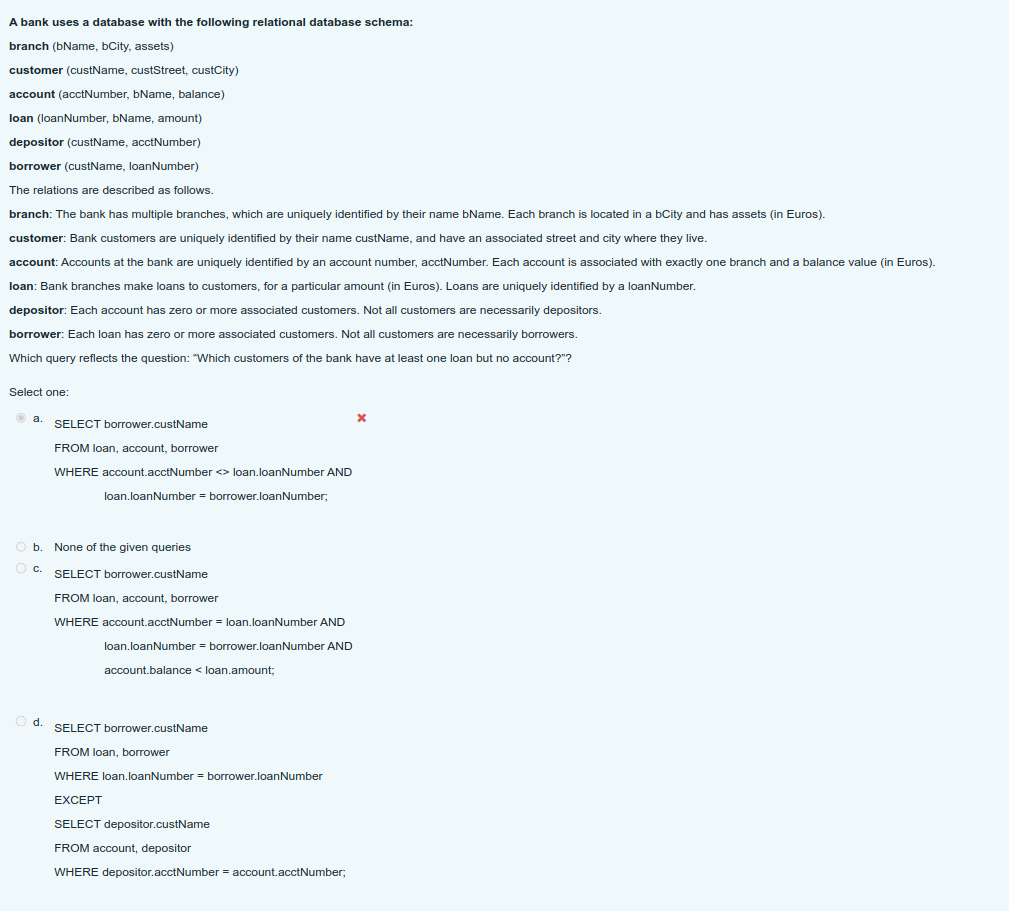 A bank uses a database with the following relational database schema:
branch (bName, bCity, assets)
customer (custName, custStreet, custCity)
account (acctNumber, bName, balance)
loan (loanNumber, bName, amount)
depositor (custName, acctNumber)
borrower (custName, loanNumber)
The relations are described as follows.
branch: The bank has multiple branches, which are uniquely identified by their name bName. Each branch is located in a bCity and has assets (in Euros).
customer: Bank customers are uniquely identified by their name custName, and have an associated street and city where they live.
account: Accounts at the bank are uniquely identified by an account number, acctNumber. Each account is associated with exactly one branch and a balance value (in Euros).
loan: Bank branches make loans to customers, for a particular amount (in Euros). Loans are uniquely identified by a loanNumber.
depositor: Each account has zero or more associated customers. Not all customers are necessarily depositors.
borrower: Each loan has zero or more associated customers. Not all customers are necessarily borrowers.
Which query reflects the question: “Which customers of the bank have at least one loan but no account?”?
Select one:
a. SELECT borrower.custName
FROM loan, account, borrower
WHERE account.acctNumber <> loan.loanNumber AND
loan.loanNumber = borrower.loanNumber;
b. None of the given queries
c. SELECT borrower.custName
FROM loan, account, borrower
WHERE account.acctNumber = loan.loanNumber AND
loan.loanNumber = borrower.loanNumber AND
account.balance < loan.amount;
d. SELECT borrower.custName
FROM loan, borrower
WHERE loan.loanNumber = borrower.loanNumber
EXCEPT
SELECT depositor.custName
FROM account, depositor
WHERE depositor.acctNumber = account.acctNumber;